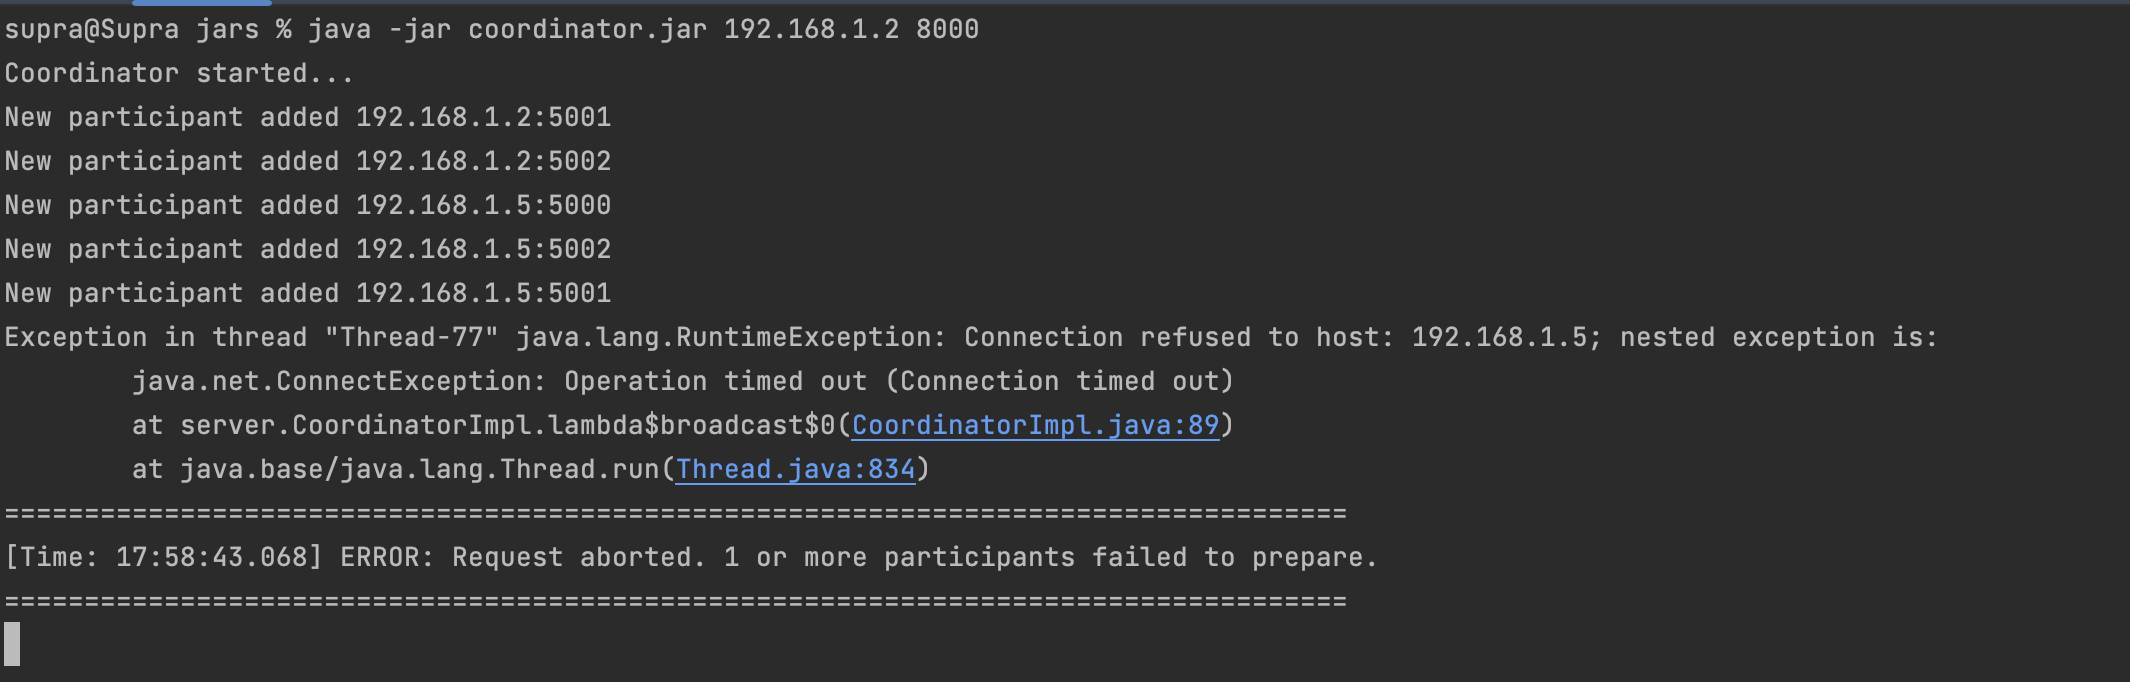 supra@Supra jars % java -jar coordinator.jar 192.168.1.2 8000
Coordinator started...
New participant added 192.168.1.2:5001
New participant added 192.168.1.2:5002
New participant added 192.168.1.5:5000
New participant added 192.168.1.5:5002
New participant added 192.168.1.5:5001
Exception in thread "Thread-77" java.lang.RuntimeException: Connection refused to host: 192.168.1.5; nested exception is:
        java.net.ConnectException: Operation timed out (Connection timed out)
        at server.CoordinatorImpl.lambda$broadcast$0(CoordinatorImpl.java:89)
        at java.base/java.lang.Thread.run(Thread.java:834)
====================================================================================
[Time: 17:58:43.068] ERROR: Request aborted. 1 or more participants failed to prepare.
====================================================================================